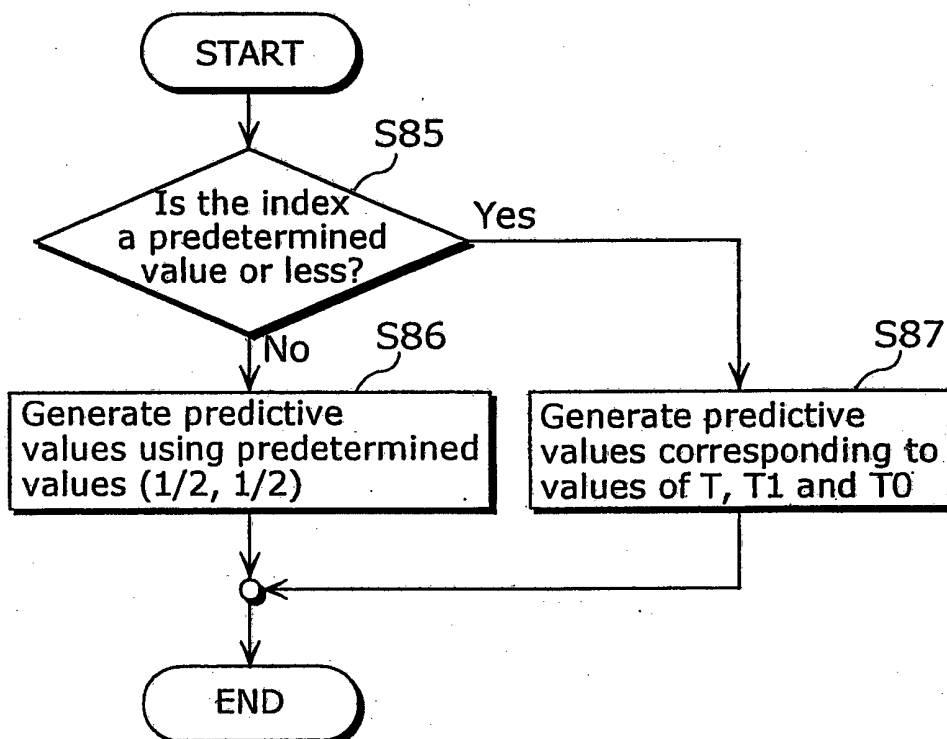 START
S85
Is the index
a predetermined
value or less?
Yes
No
S86
Generate predictive
values using predetermined
values (1/2, 1/2)
S87
Generate predictive
values corresponding to
values of T, T1 and T0
END